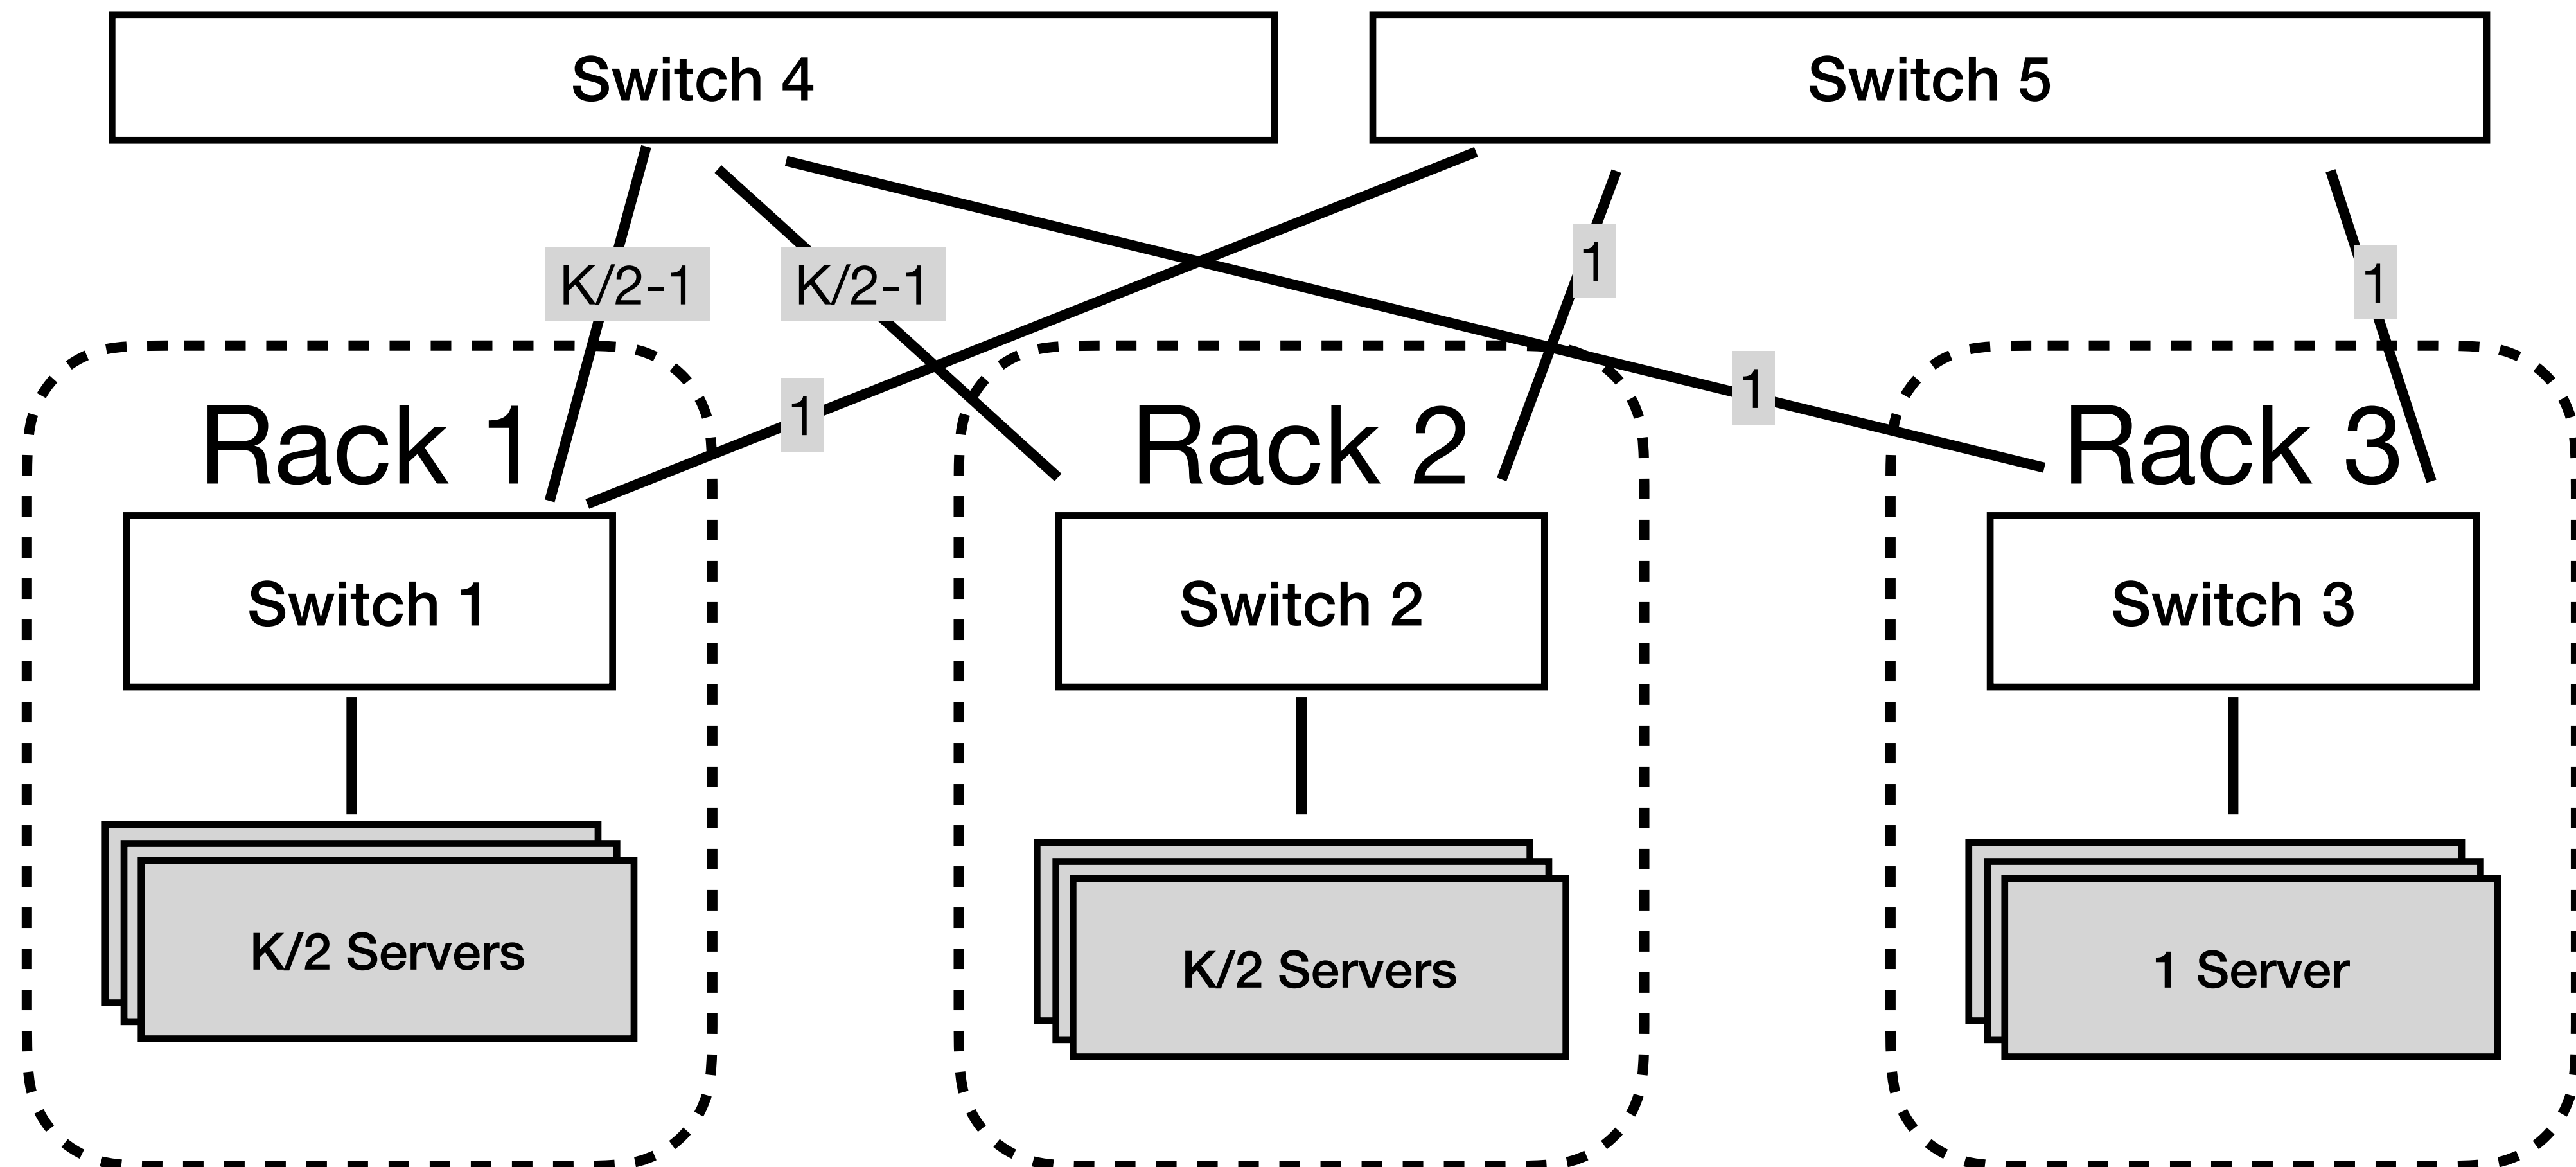 Switch 4
Switch 5
K/2-1
K/2-1
1
1
1
1
Rack 1
Rack 2
Rack 3
Switch 1
Switch 2
Switch 3
K/2 Servers
K/2 Servers
1 Server